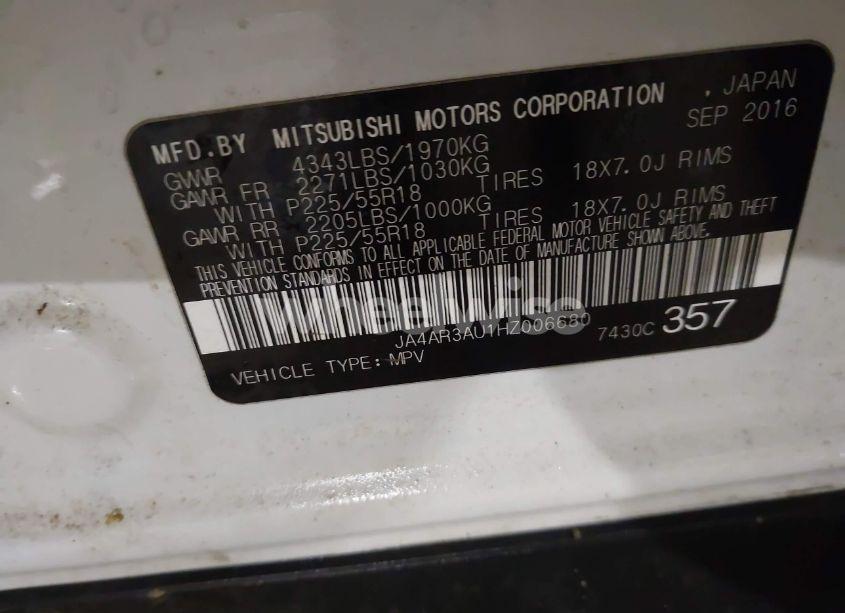 MFD.BY MITSUBISHI MOTORS CORPORATION , JAPAN
SEP 2016
GWWR 4343LBS/1970KG
GAWR FR 2271LBS/1030KG
WITH P225/55R18 TIRES 18X7.0J RIMS
GAWR RR 2205LBS/1000KG
WITH P225/55R18 TIRES 18X7.0J RIMS
THIS VEHICLE CONFORMS TO ALL APPLICABLE FEDERAL MOTOR VEHICLE SAFETY AND THEFT
PREVENTION STANDARDS IN EFFECT ON THE DATE OF MANUFACTURE SHOWN ABOVE.
wheelwise
JA4AR3AU1HZ006680 7430C 357
VEHICLE TYPE: MPV